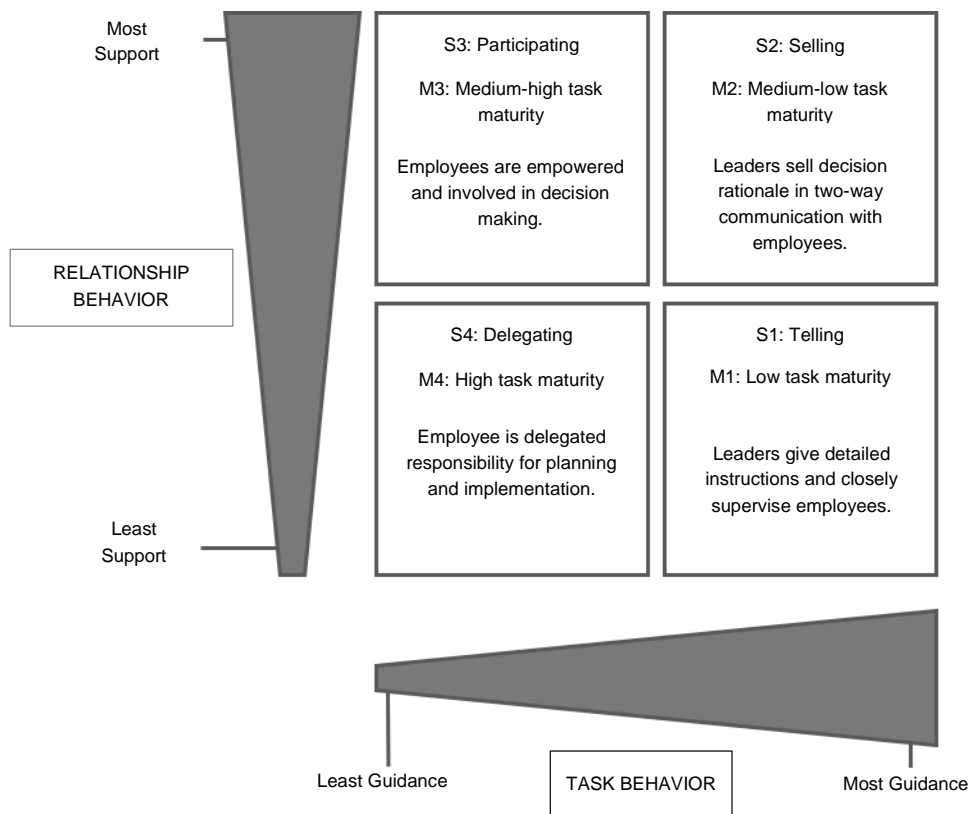 Most
Support
S3: Participating
M3: Medium-high task
maturity
Employees are empowered
and involved in decision
making.
S2: Selling
M2: Medium-low task
maturity
Leaders sell decision
rationale in two-way
communication with
employees.
RELATIONSHIP
BEHAVIOR
S4: Delegating
M4: High task maturity
Employee is delegated
responsibility for planning
and implementation.
S1: Telling
M1: Low task maturity
Leaders give detailed
instructions and closely
supervise employees.
Least
Support
Least Guidance
TASK BEHAVIOR
Most Guidance